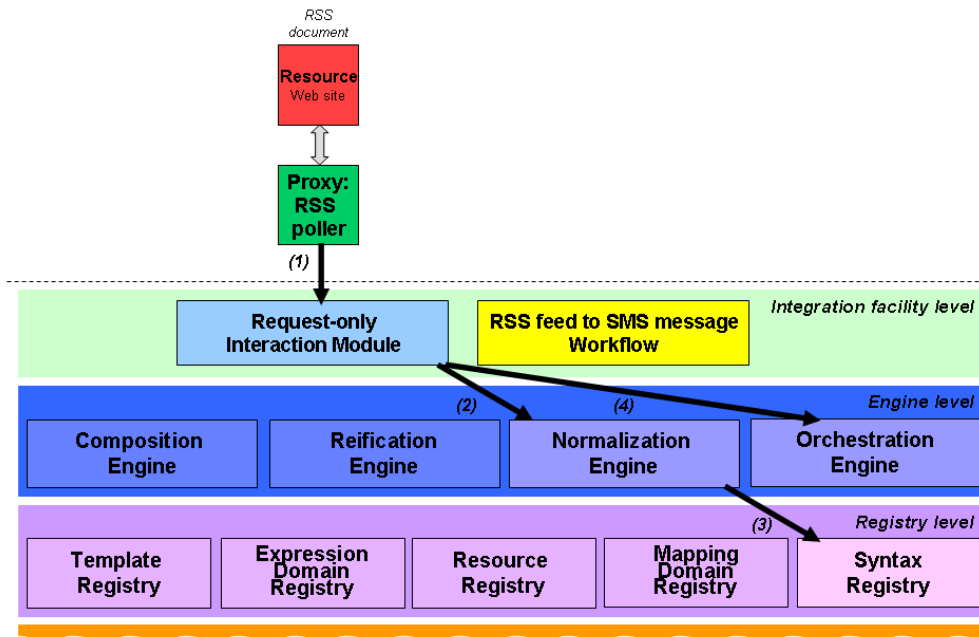 RSS
document
Resource
Web site
Proxy:
RSS
poller
(1)
Integration facility level
Request-only
Interaction Module
RSS feed to SMS message
Workflow
(2)
(4)
Engine level
Composition
Engine
Reification
Engine
Normalization
Engine
Orchestration
Engine
(3)
Registry level
Template
Registry
Expression
Domain
Registry
Resource
Registry
Mapping
Domain
Registry
Syntax
Registry